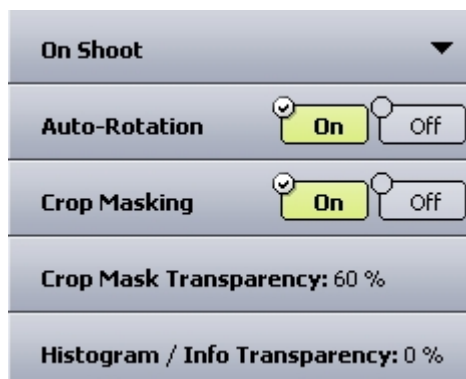 On Shoot
Auto-Rotation On Off
Crop Masking On Off
Crop Mask Transparency: 60 %
Histogram / Info Transparency: 0 %